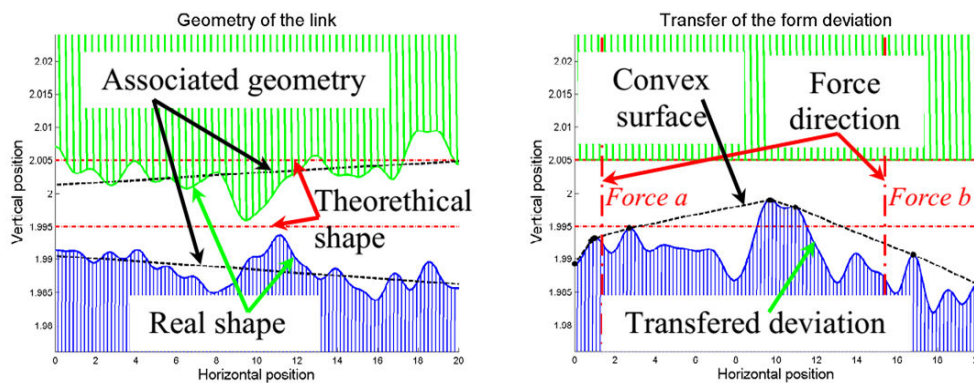 Geometry of the link
Transfer of the form deviation
2.02
2.015
2.01
2.005
2
1.995
1.99
1.985
1.98
Vertical position
Associated geometry
Theorethical
shape
Real shape
0 2 4 6 8 10 12 14 16 18 20
Horizontal position
2.02
2.015
2.01
2.005
2
1.995
1.99
1.985
1.98
Vertical position
Convex
surface
Force
direction
Force a
Force b
Transfered deviation
0 2 4 6 8 0 8 10 12 14 16 18 20
Horizontal position